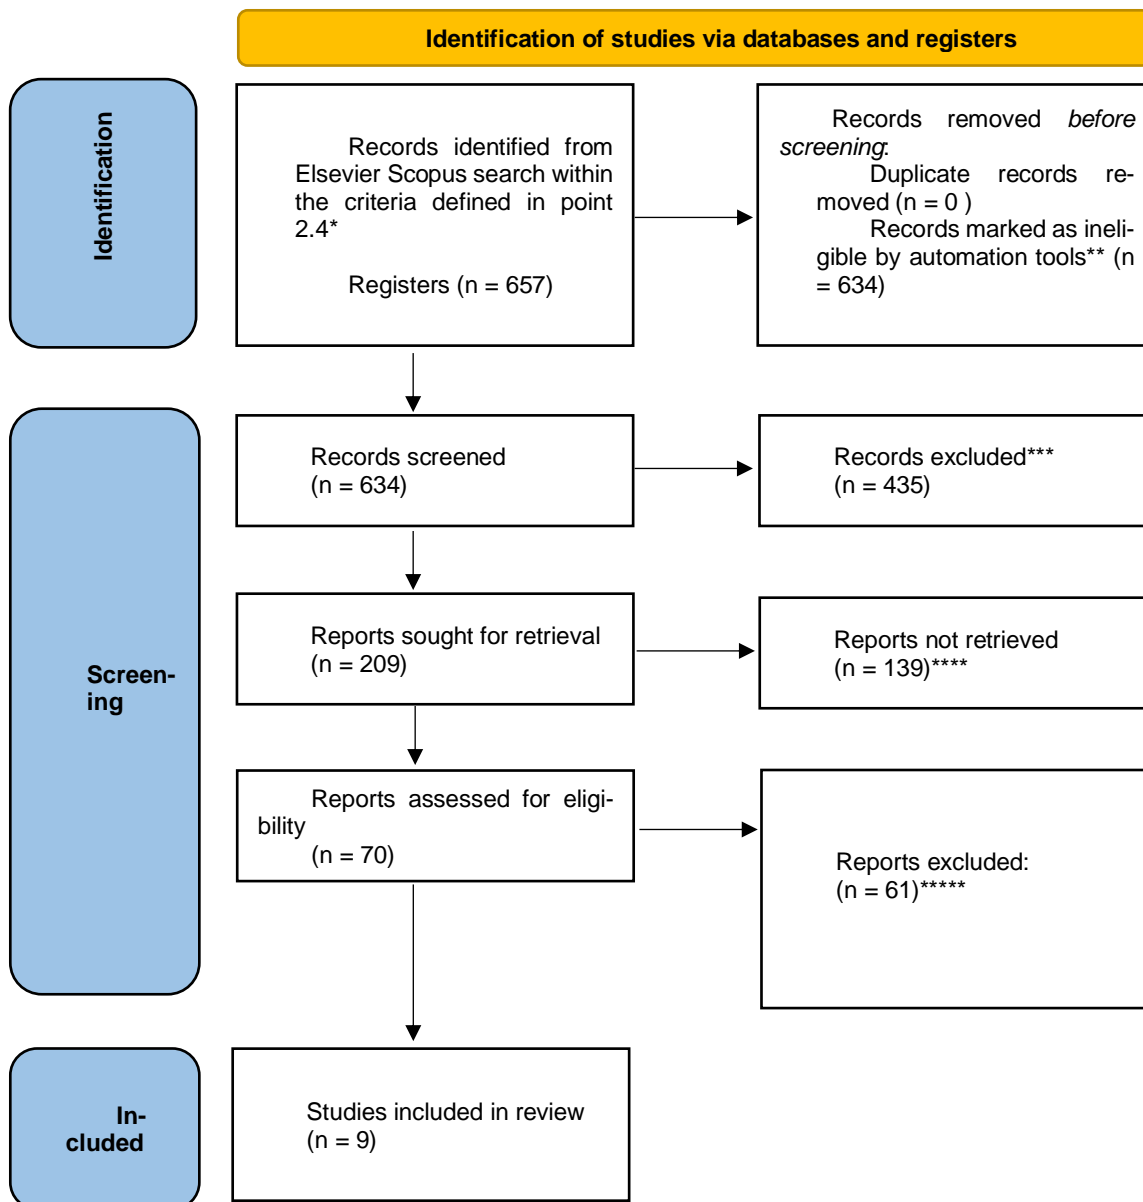 Identification of studies via databases and registers
Identification
Records identified from
Elsevier Scopus search within
the criteria defined in point
2.4*
Registers (n = 657)
Records removed before
screening:
Duplicate records re-
moved (n = 0 )
Records marked as ineli-
gible by automation tools** (n
= 634)
Screen-
ing
Records screened
(n = 634)
Records excluded***
(n = 435)
Reports sought for retrieval
(n = 209)
Reports not retrieved
(n = 139)****
Reports assessed for eligi-
bility
(n = 70)
Reports excluded:
(n = 61)*****
In-
cluded
Studies included in review
(n = 9)